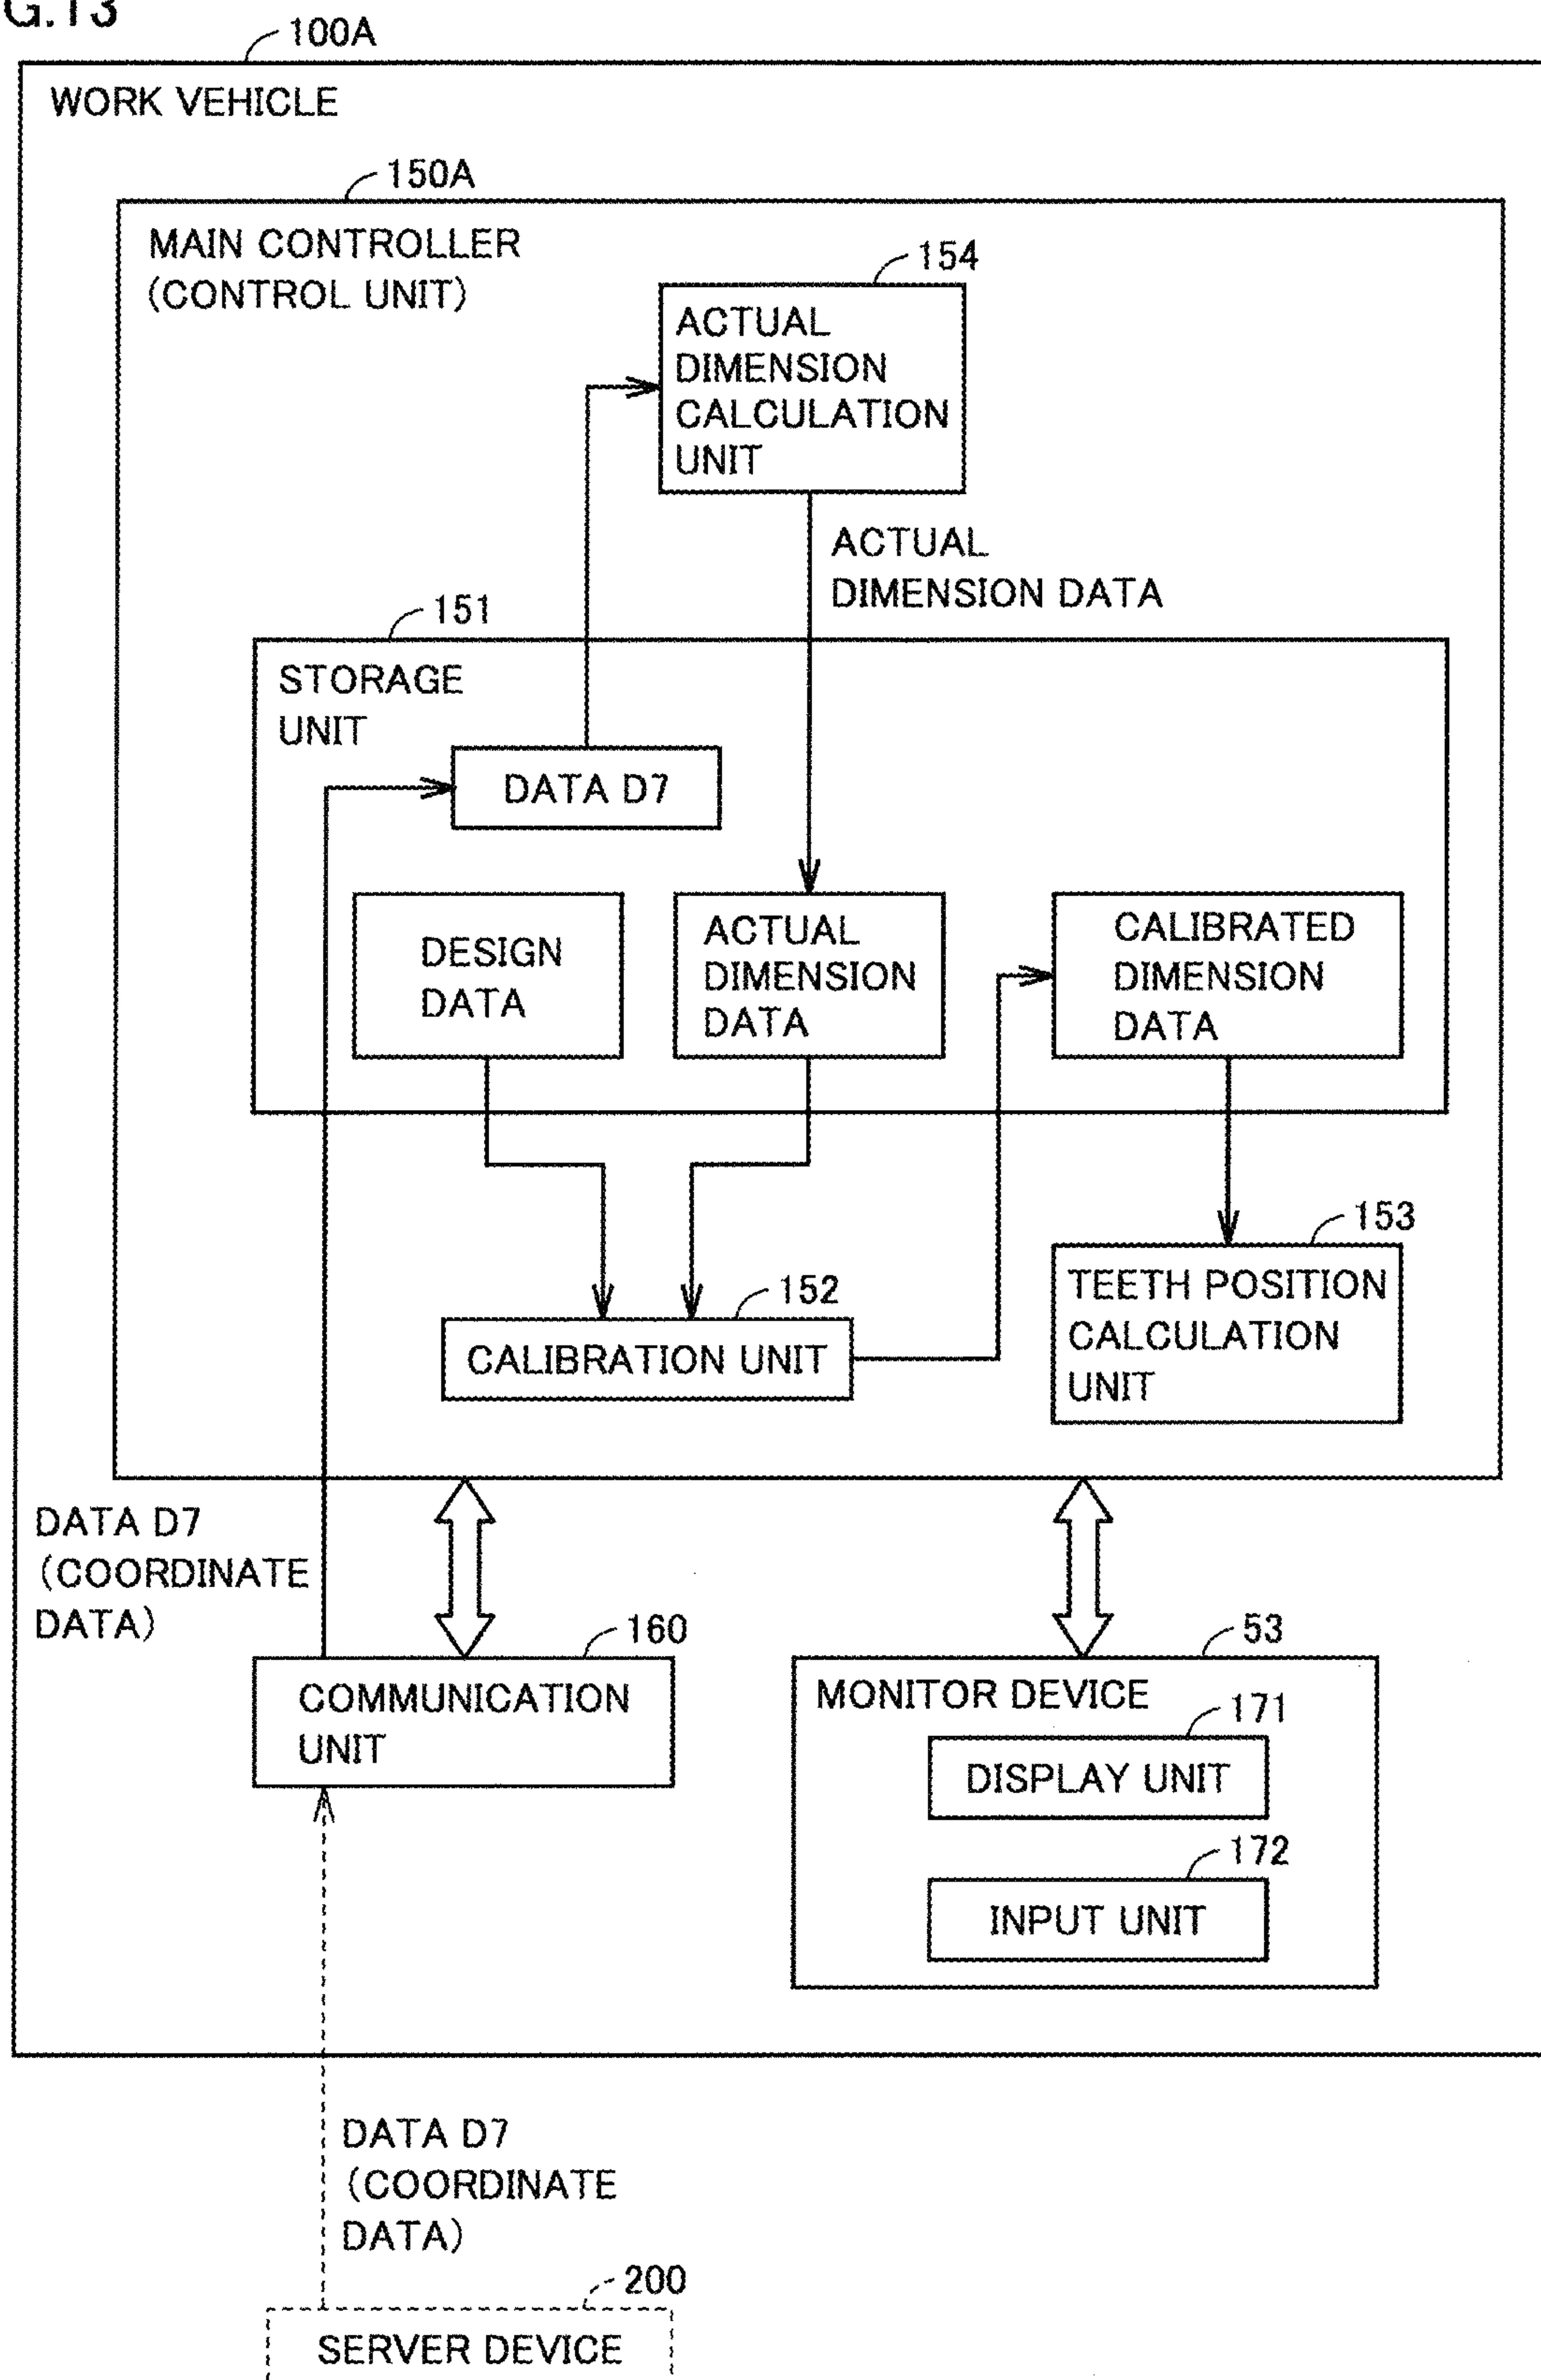 G.13
100A
WORK VEHICLE
150A
MAIN CONTROLLER
(CONTROL UNIT)
154
ACTUAL
DIMENSION
CALCULATION
UNIT
ACTUAL
DIMENSION DATA
151
STORAGE
UNIT
DATA D7
DESIGN
DATA
ACTUAL
DIMENSION
DATA
CALIBRATED
DIMENSION
DATA
153
TEETH POSITION
CALCULATION
UNIT
152
CALIBRATION UNIT
DATA D7
(COORDINATE
DATA)
160
COMMUNICATION
UNIT
53
MONITOR DEVICE
171
DISPLAY UNIT
172
INPUT UNIT
DATA D7
(COORDINATE
DATA)
200
SERVER DEVICE